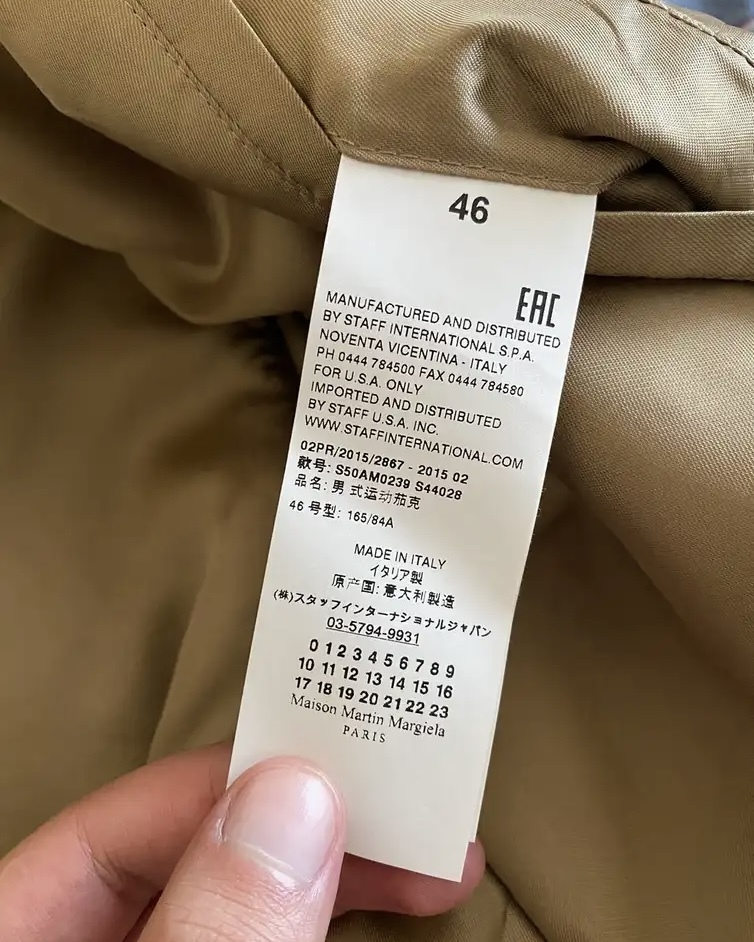 46
EAC
MANUFACTURED AND DISTRIBUTED
BY STAFF INTERNATIONAL S.P.A.
NOVENTA VICENTINA - ITALY
PH 0444 784500 FAX 0444 784580
FOR U.S.A. ONLY
IMPORTED AND DISTRIBUTED
BY STAFF U.S.A. INC.
WWW.STAFFINTERNATIONAL.COM
02PR/2015/2867 - 2015 02
款号: S50AM0239 S44028
品名: 男 式运动茄克
46 号型: 165/84A
MADE IN ITALY
イタリア製
原产国: 意大利製造
(株)スタッフインターナショナルジャパン
03-5794-9931
0 1 2 3 4 5 6 7 8 9
10 11 12 13 14 15 16
17 18 19 20 21 22 23
Maison Martin Margiela
PARIS